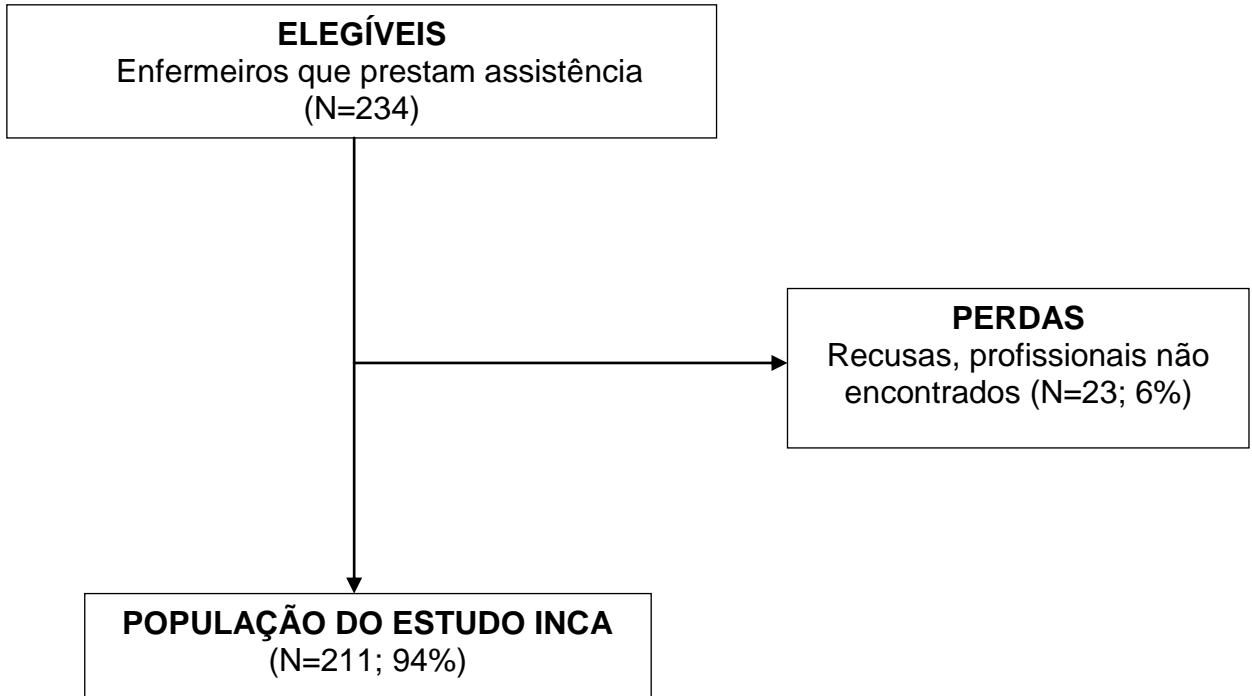 ELEGÍVEIS
Enfermeiros que prestam assistência
(N=234)
PERDAS
Recusas, profissionais não
encontrados (N=23; 6%)
POPULAÇÃO DO ESTUDO INCA
(N=211; 94%)